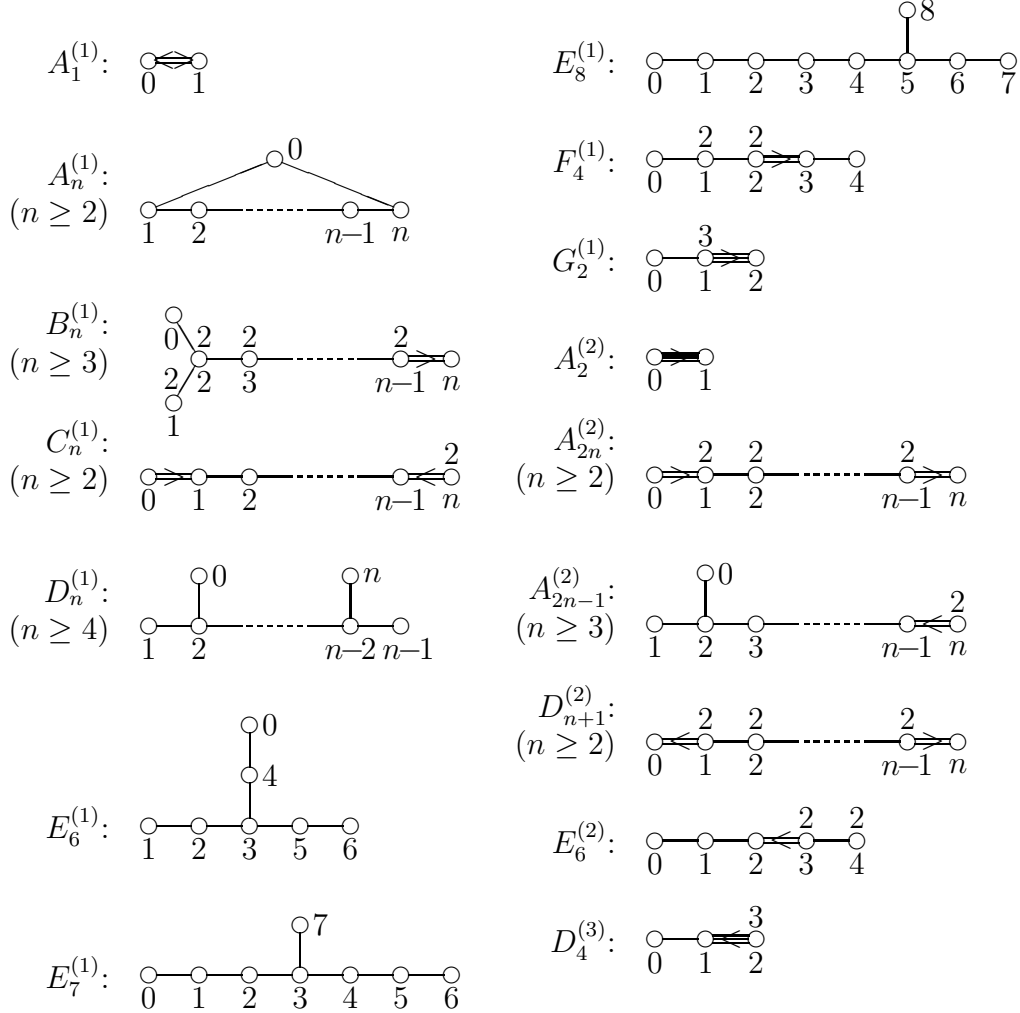 A_1^{(1)}:
0 1
A_n^{(1)}:
(n ≥ 2)
0
1 2 n−1 n
B_n^{(1)}:
(n ≥ 3)
0 2 2 2
2 2 3 n−1 n
1
C_n^{(1)}:
(n ≥ 2)
2
0 1 2 n−1 n
D_n^{(1)}:
(n ≥ 4)
0 n
1 2 n−2 n−1
E_6^{(1)}:
0
4
1 2 3 5 6
E_7^{(1)}:
7
0 1 2 3 4 5 6
E_8^{(1)}:
8
0 1 2 3 4 5 6 7
F_4^{(1)}:
2 2
0 1 2 3 4
G_2^{(1)}:
3
0 1 2
A_2^{(2)}:
0 1
A_{2n}^{(2)}:
(n ≥ 2)
2 2 2
0 1 2 n−1 n
A_{2n−1}^{(2)}:
(n ≥ 3)
0 2
1 2 3 n−1 n
D_{n+1}^{(2)}:
(n ≥ 2)
2 2 2
0 1 2 n−1 n
E_6^{(2)}:
2 2
0 1 2 3 4
D_4^{(3)}:
3
0 1 2